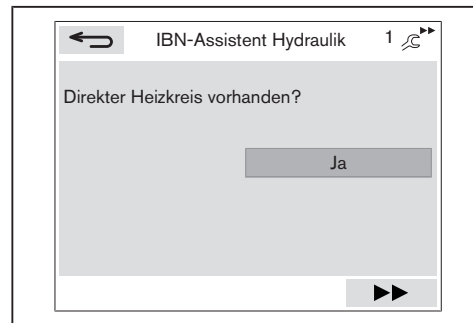 IBN-Assistent Hydraulik 1
Direkter Heizkreis vorhanden?
Ja